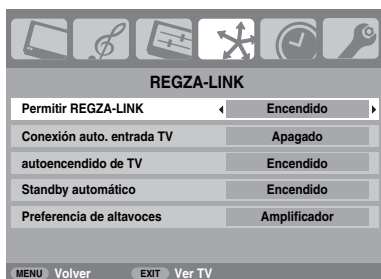 REGZA-LINK
Permitir REGZA-LINK Encendido
Conexión auto. entrada TV Apagado
autoencendido de TV Encendido
Standby automático Encendido
Preferencia de altavoces Amplificador
MENU Volver EXIT Ver TV